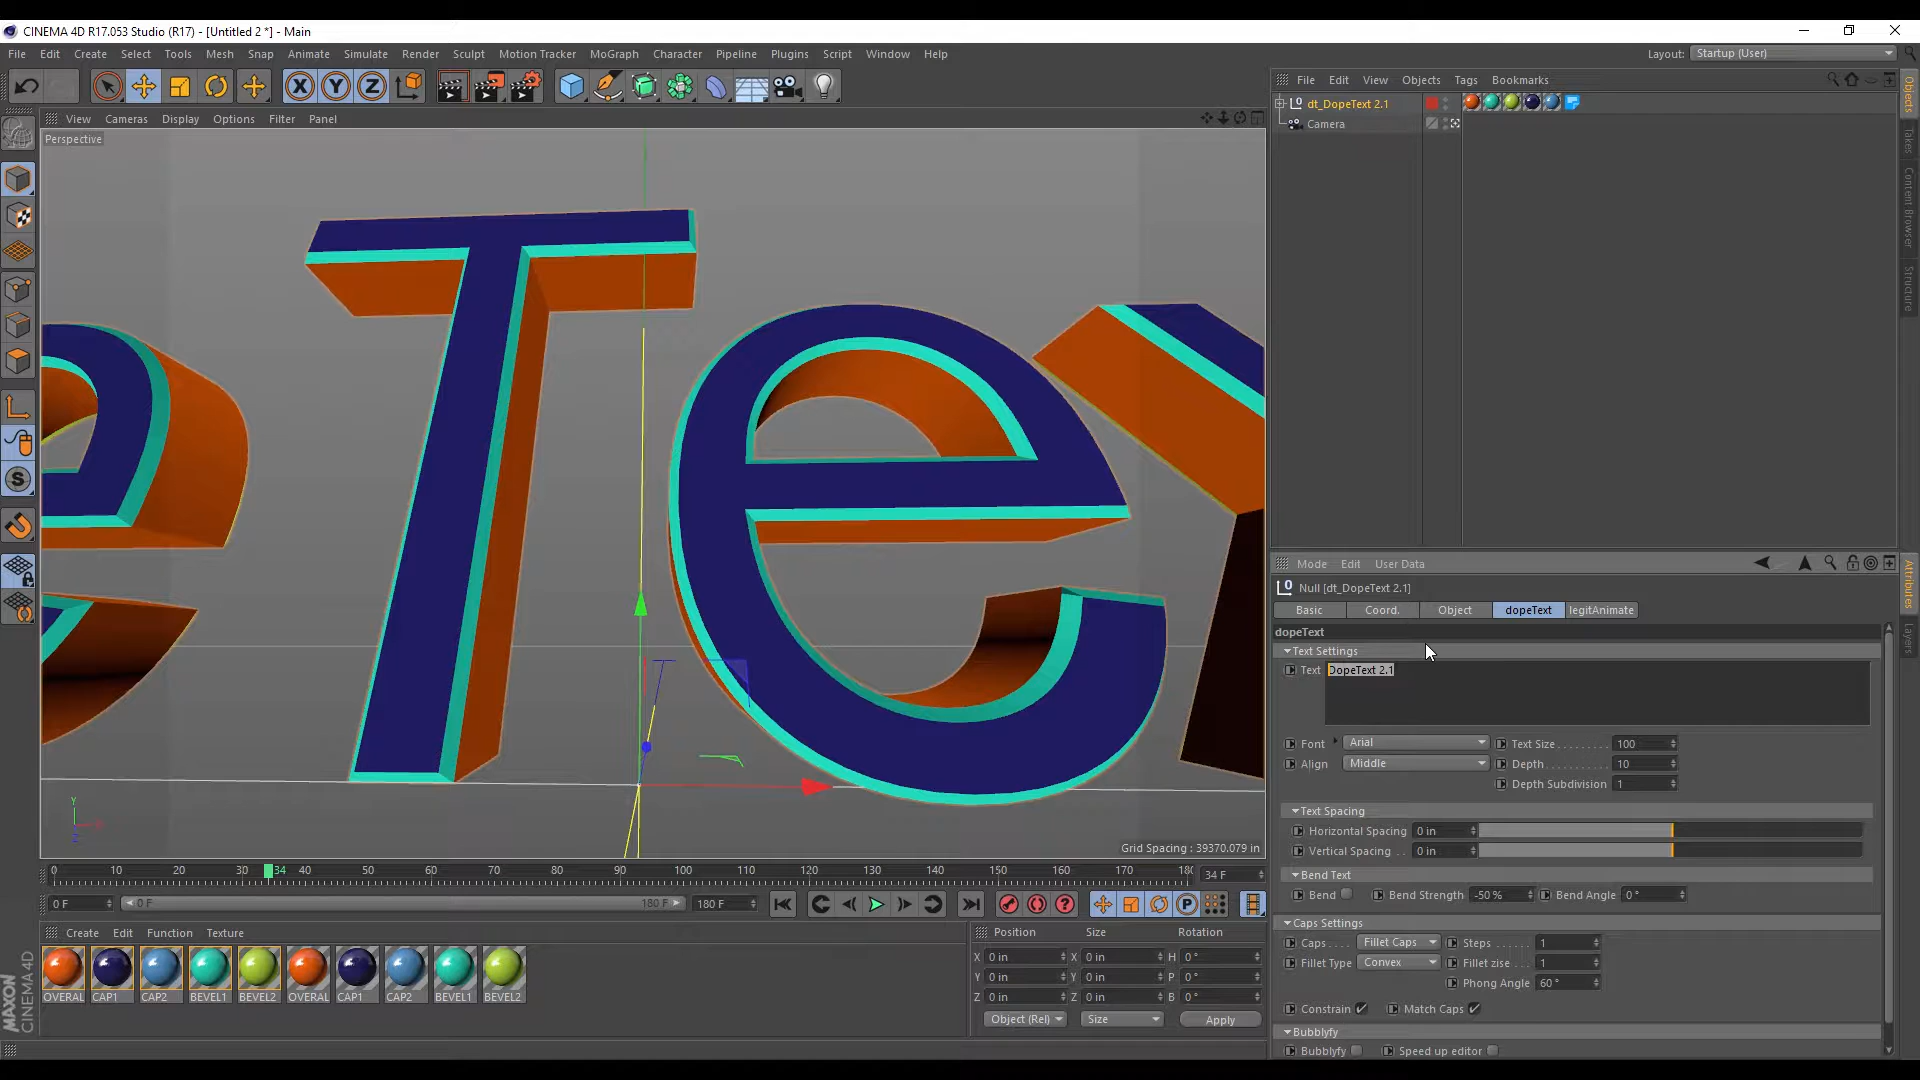 CINEMA 4D R17.053 Studio (R17) - [Untitled 2 *] - Main
File Edit Create Select Tools Mesh Snap Animate Simulate Render Sculpt Motion Tracker MoGraph Character Pipeline Plugins Script Window Help
Layout: Startup (User)
X Y Z
File Edit View Objects Tags Bookmarks
dt_DopeText 2.1
Camera
Objects
Takes
Content Browser
Structure
View Cameras Display Options Filter Panel
Perspective
Te
Y
Grid Spacing : 39370.079 in
Mode Edit User Data
Null [dt_DopeText 2.1]
Basic Coord. Object dopeText legitAnimate
dopeText
Text Settings
Text DopeText 2.1
Font Arial Text Size 100
Align Middle Depth 10
Depth Subdivision 1
Text Spacing
Horizontal Spacing 0 in
Vertical Spacing 0 in
Bend Text
Bend Bend Strength -50 % Bend Angle 0 °
Caps Settings
Caps Fillet Caps Steps 1
Fillet Type Convex Fillet zise 1
Phong Angle 60 °
Constrain Match Caps
Bubblyfy
Bubblyfy Speed up editor
Attributes
Layers
0 10 20 30 34 40 50 60 70 80 90 100 110 120 130 140 150 160 170 18
34 F
0 F 0 F 180 F 180 F
Create Edit Function Texture
OVERAL CAP1 CAP2 BEVEL1 BEVEL2 OVERAL CAP1 CAP2 BEVEL1 BEVEL2
Position Size Rotation
X 0 in X 0 in H 0 °
Y 0 in Y 0 in P 0 °
Z 0 in Z 0 in B 0 °
Object (Rel) Size Apply
MAXON
CINEMA 4D